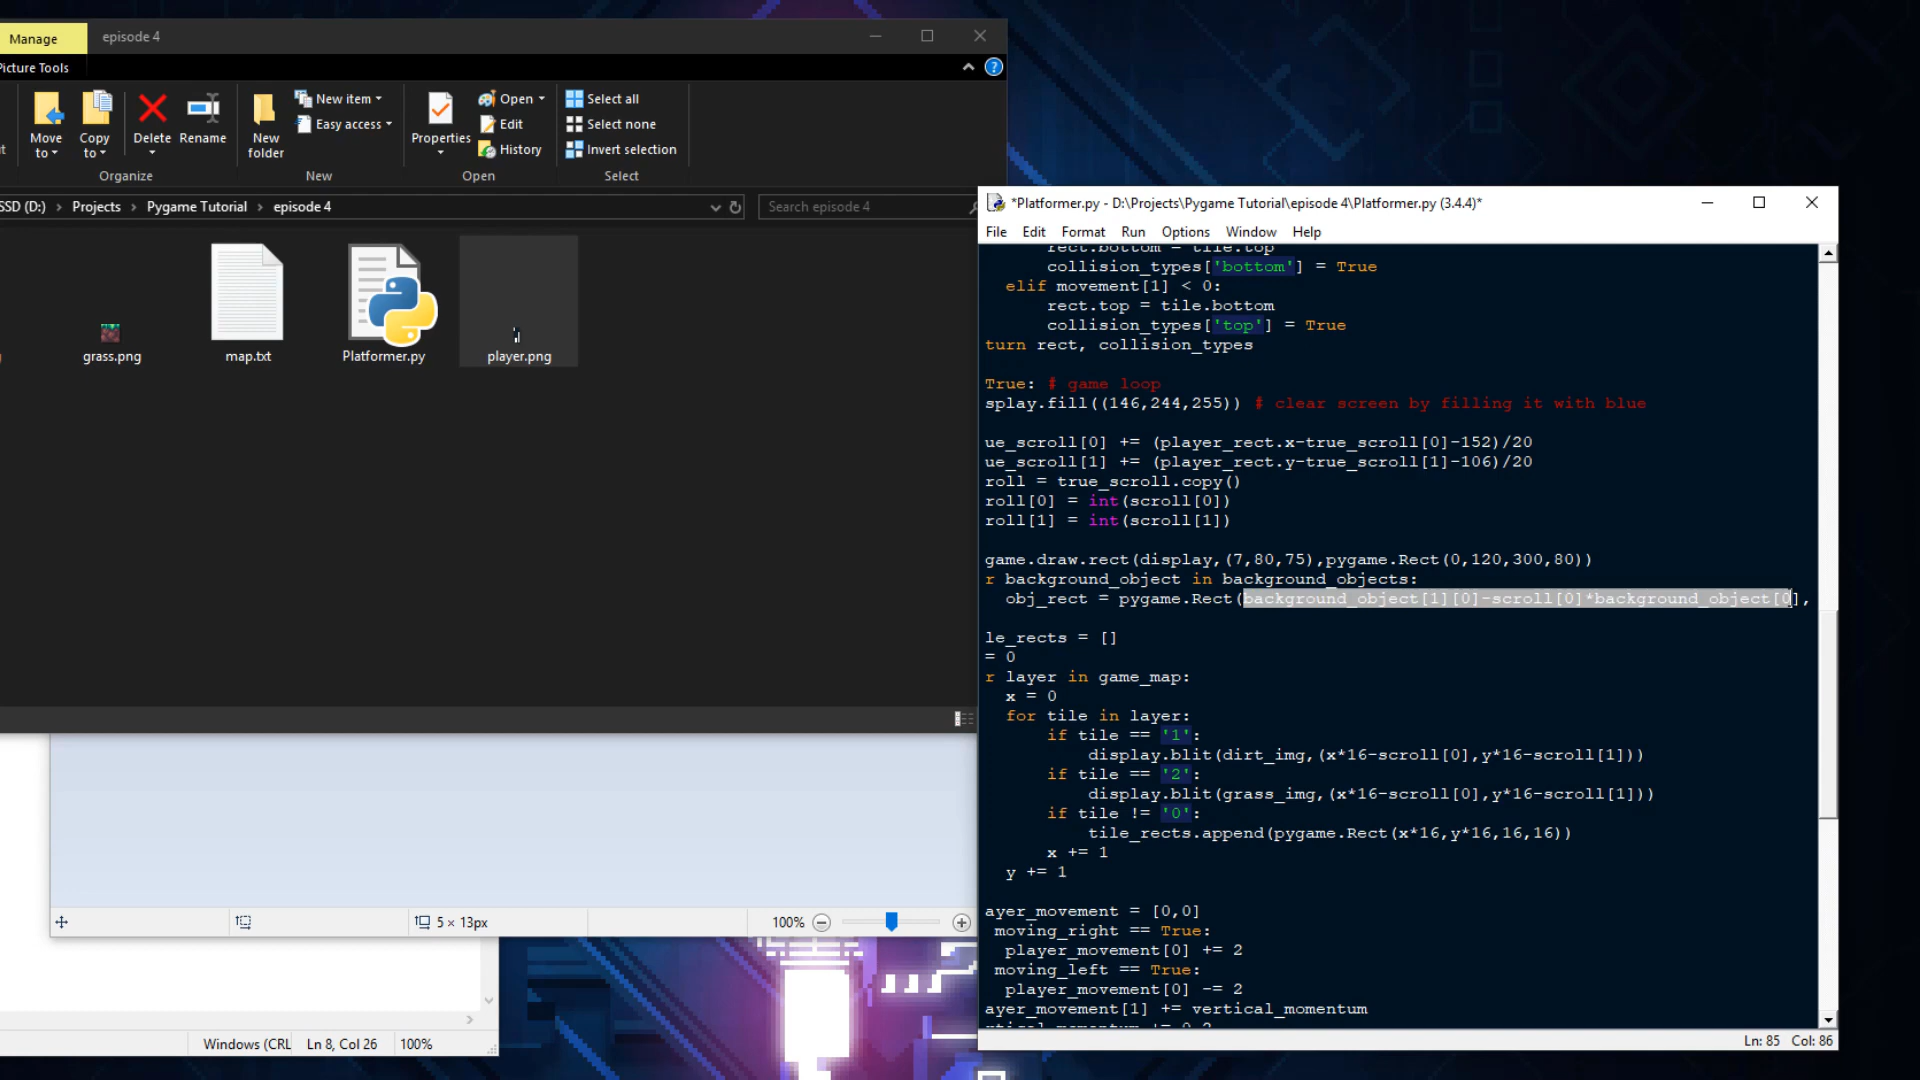 Manage
episode 4
Picture Tools
Move to
Copy to
Delete
Rename
New folder
New item
Easy access
Properties
Open
Edit
History
Select all
Select none
Invert selection
Organize
New
Open
Select
SSD (D:) > Projects > Pygame Tutorial > episode 4
Search episode 4
grass.png
map.txt
Platformer.py
player.png
5 × 13px
100%
Windows (CRL
Ln 8, Col 26
100%
*Platformer.py - D:\Projects\Pygame Tutorial\episode 4\Platformer.py (3.4.4)*
File Edit Format Run Options Window Help
rect.bottom = tile.top
collision_types['bottom'] = True
elif movement[1] < 0:
rect.top = tile.bottom
collision_types['top'] = True
turn rect, collision_types
True: # game loop
splay.fill((146,244,255)) # clear screen by filling it with blue
ue_scroll[0] += (player_rect.x-true_scroll[0]-152)/20
ue_scroll[1] += (player_rect.y-true_scroll[1]-106)/20
roll = true_scroll.copy()
roll[0] = int(scroll[0])
roll[1] = int(scroll[1])
game.draw.rect(display,(7,80,75),pygame.Rect(0,120,300,80))
r background_object in background_objects:
obj_rect = pygame.Rect(background_object[1][0]-scroll[0]*background_object[0],
le_rects = []
= 0
r layer in game_map:
x = 0
for tile in layer:
if tile == '1':
display.blit(dirt_img,(x*16-scroll[0],y*16-scroll[1]))
if tile == '2':
display.blit(grass_img,(x*16-scroll[0],y*16-scroll[1]))
if tile != '0':
tile_rects.append(pygame.Rect(x*16,y*16,16,16))
x += 1
y += 1
ayer_movement = [0,0]
moving_right == True:
player_movement[0] += 2
moving_left == True:
player_movement[0] -= 2
ayer_movement[1] += vertical_momentum
Ln: 85 Col: 86